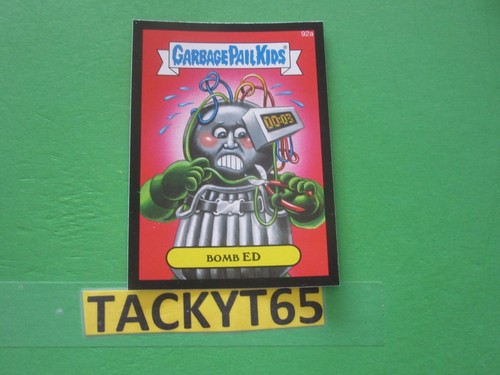 92a
GARBAGE PAIL KIDS
00:03
BOMB ED
TACKYT65